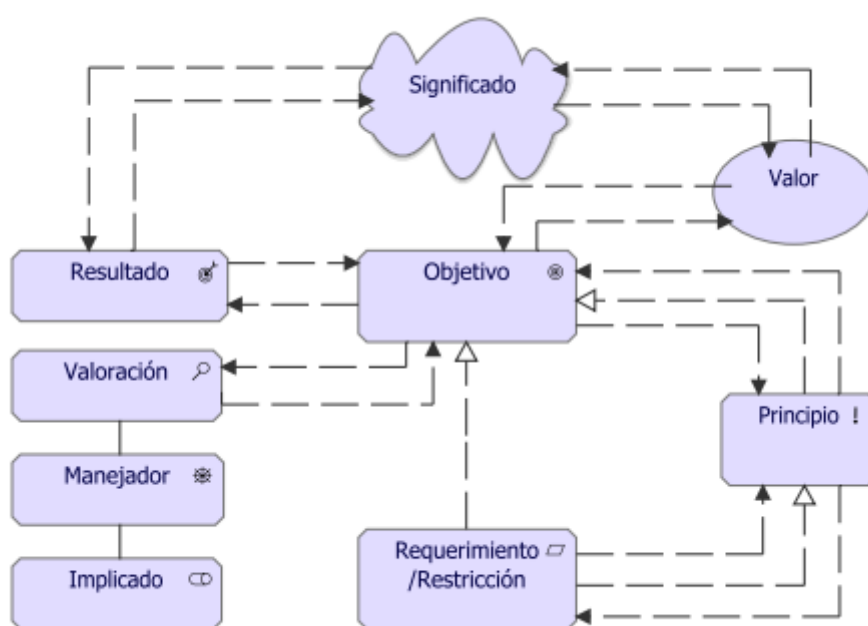 Significado
Valor
Resultado
Objetivo
Valoración
Principio
Manejador
Requerimiento
/Restricción
Implicado